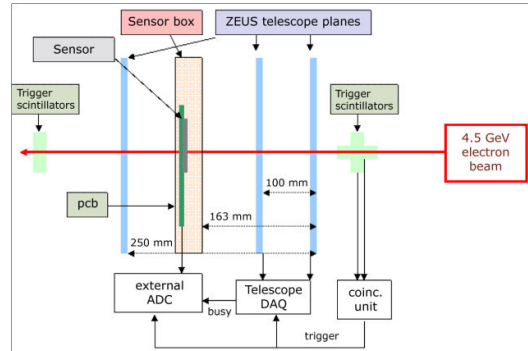 Sensor box
ZEUS telescope planes
Sensor
Trigger
scintillators
Trigger
scintillators
4.5 GeV
electron
beam
100 mm
pcb
163 mm
250 mm
external
ADC
busy
Telescope
DAQ
coinc.
unit
trigger